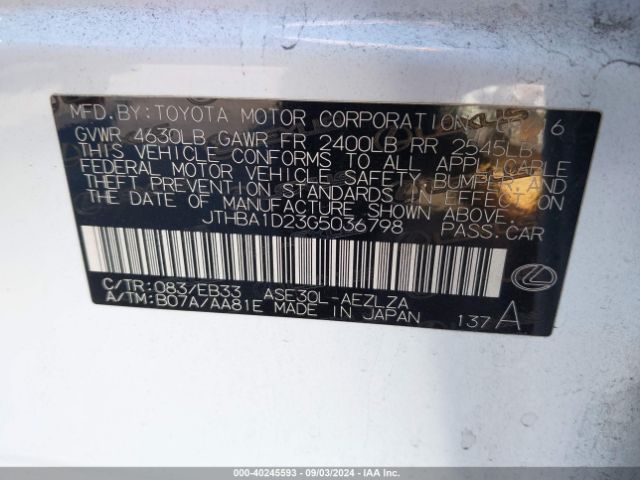 MFD. BY: TOYOTA MOTOR CORPORATION 6
GVWR 4630LB GAWR FR 2400LB RR 2545LB
THIS VEHICLE CONFORMS TO ALL APPLICABLE
FEDERAL MOTOR VEHICLE SAFETY, BUMPER, AND
THEFT PREVENTION STANDARDS IN EFFECT ON
THE DATE OF MANUFACTURE SHOWN ABOVE.
JTHBA1D23G5036798 PASS. CAR
C/TR: 083/EB33 ASE30L-AEZLZA
A/TM: B07A/AA81E MADE IN JAPAN 137 A
000-40245593 - 09/03/2024 - IAA Inc.